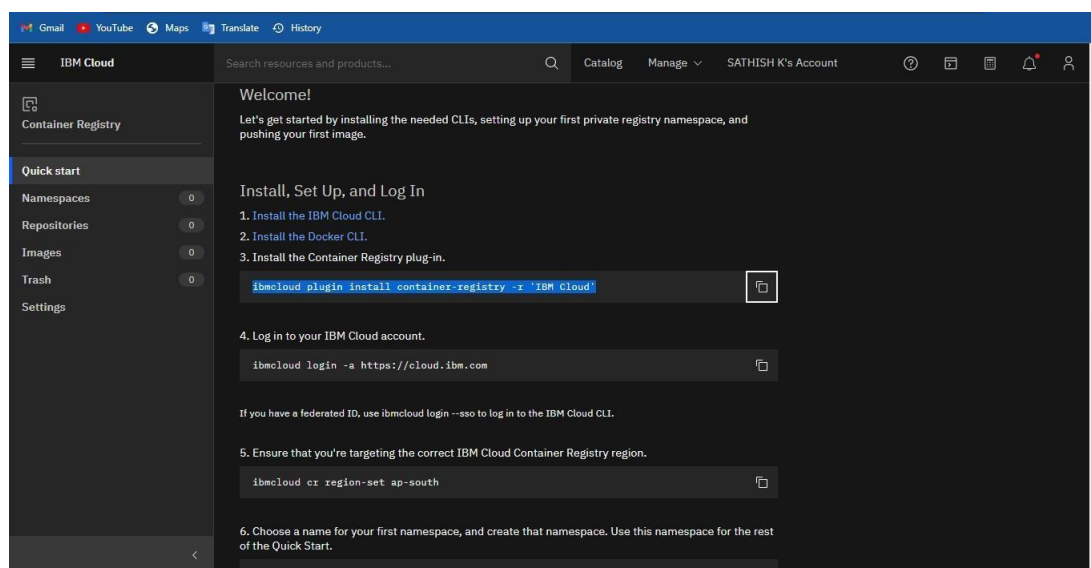 Gmail YouTube Maps Translate History
IBM Cloud Search resources and products... Catalog Manage SATHISH K's Account
Container Registry
Quick start
Namespaces 0
Repositories 0
Images 0
Trash 0
Settings
Welcome!
Let's get started by installing the needed CLIs, setting up your first private registry namespace, and
pushing your first image.
Install, Set Up, and Log In
1. Install the IBM Cloud CLI.
2. Install the Docker CLI.
3. Install the Container Registry plug-in.
ibmcloud plugin install container-registry -r 'IBM Cloud'
4. Log in to your IBM Cloud account.
ibmcloud login -a https://cloud.ibm.com
If you have a federated ID, use ibmcloud login --sso to log in to the IBM Cloud CLI.
5. Ensure that you're targeting the correct IBM Cloud Container Registry region.
ibmcloud cr region-set ap-south
6. Choose a name for your first namespace, and create that namespace. Use this namespace for the rest
of the Quick Start.